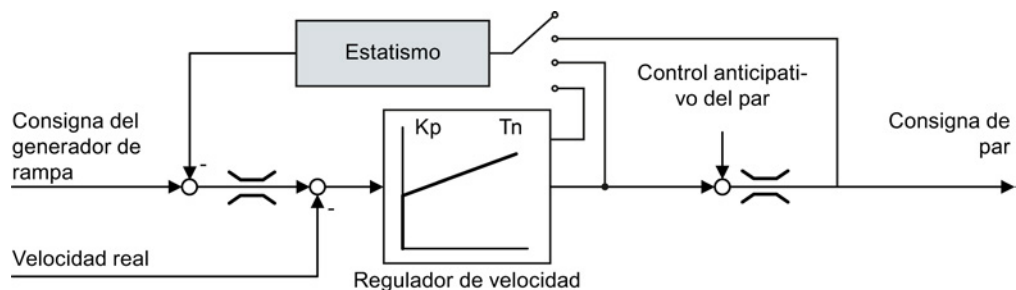 Estatismo
Control anticipati-
vo del par
Consigna del
generador de
rampa
Kp Tn
Consigna de
par
-
-
Velocidad real
Regulador de velocidad